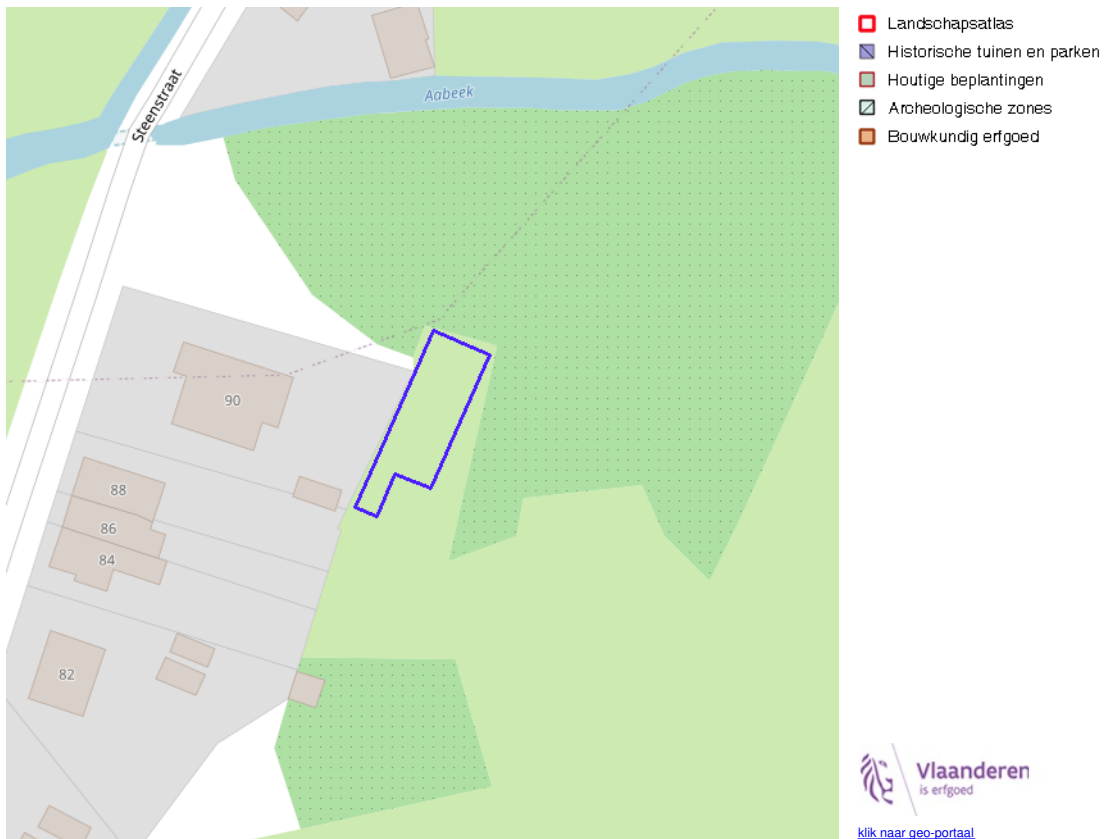 Steenstraat
Aabeek
90
88
86
84
82
Landschapsatlas
Historische tuinen en parken
Houtige beplantingen
Archeologische zones
Bouwkundig erfgoed
Vlaanderen
is erfgoed
klik naar geo-portaal